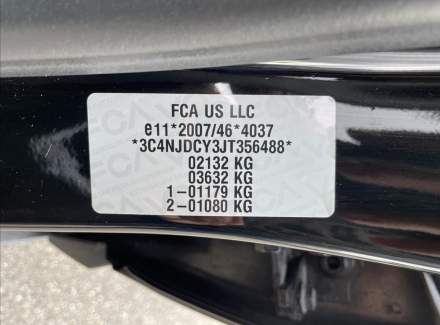 FCA US LLC
e11*2007/46*4037
*3C4NJDCY3JT356488*
02132 KG
03632 KG
1-01179 KG
2-01080 KG